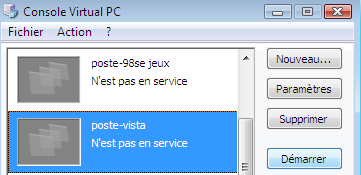 Console Virtual PC
Fichier Action ?
poste-98se jeux
N'est pas en service
poste-vista
N'est pas en service
Nouveau...
Paramètres
Supprimer
Démarrer